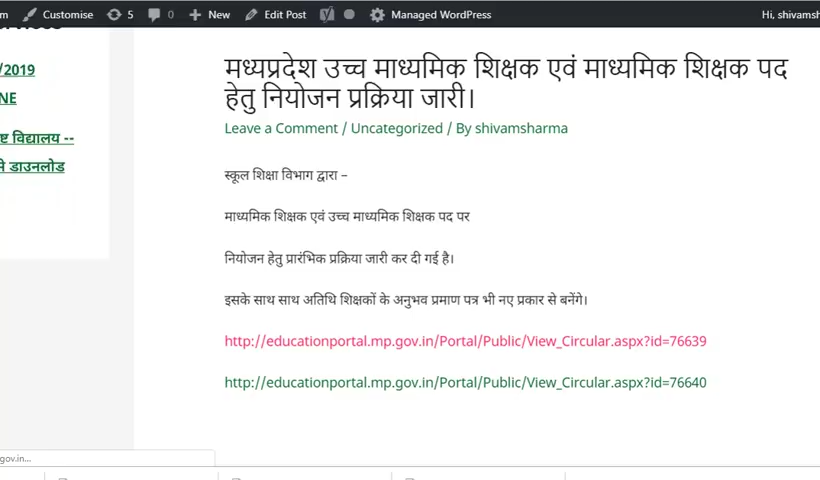 Customise 5 0 New Edit Post Managed WordPress Hi, shivamsh
/2019
NE
विद्यालय --
डाउनलोड
मध्यप्रदेश उच्च माध्यमिक शिक्षक एवं माध्यमिक शिक्षक पद
हेतु नियोजन प्रक्रिया जारी।
Leave a Comment / Uncategorized / By shivamsharma
स्कूल शिक्षा विभाग द्वारा –
माध्यमिक शिक्षक एवं उच्च माध्यमिक शिक्षक पद पर
नियोजन हेतु प्रारंभिक प्रक्रिया जारी कर दी गई है।
इसके साथ साथ अतिथि शिक्षकों के अनुभव प्रमाण पत्र भी नए प्रकार से बनेंगे।
http://educationportal.mp.gov.in/Portal/Public/View_Circular.aspx?id=76639
http://educationportal.mp.gov.in/Portal/Public/View_Circular.aspx?id=76640
gov.in...